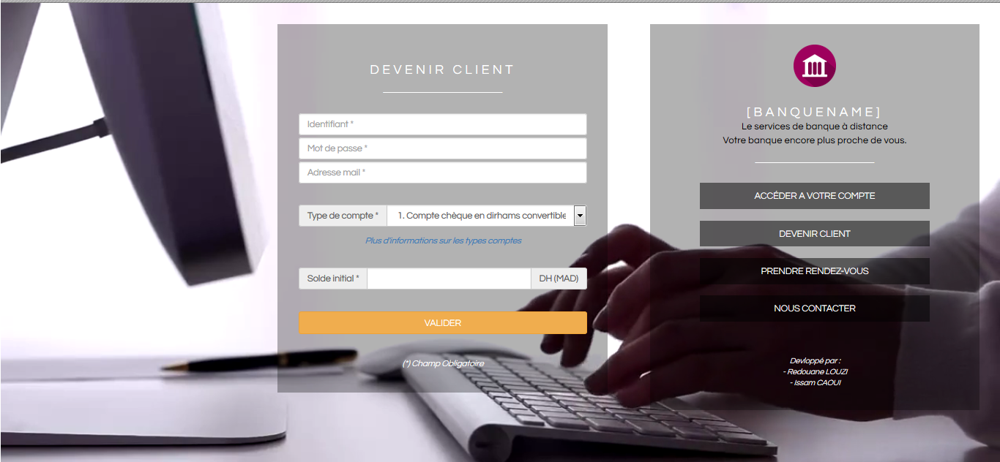 DEVENIR CLIENT
Identifiant *
Mot de passe *
Adresse mail *
Type de compte * 1. Compte chèque en dirhams convertible
Plus d'informations sur les types comptes
Solde initial * DH (MAD)
VALIDER
(*) Champ Obligatoire
[BANQUENAME]
Le services de banque à distance
Votre banque encore plus proche de vous.
ACCÉDER A VOTRE COMPTE
DEVENIR CLIENT
PRENDRE RENDEZ-VOUS
NOUS CONTACTER
Devloppé par :
- Redouane LOUZI
- Issam CAOUI